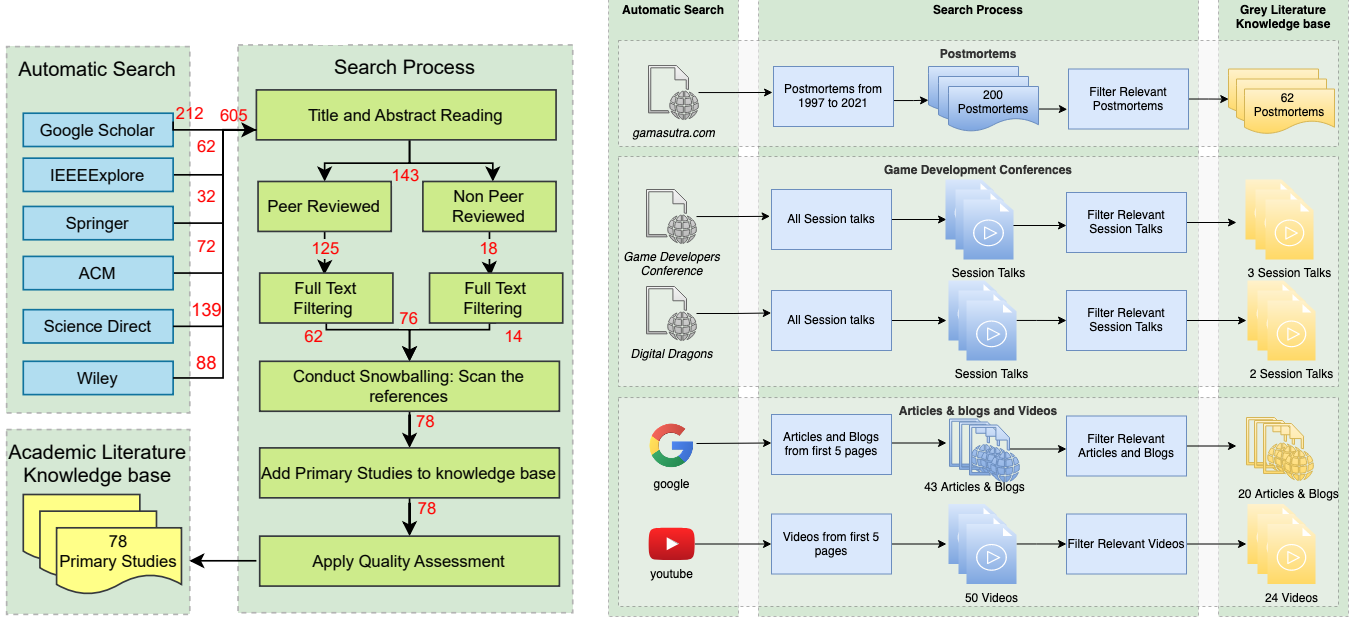 Automatic Search
Google Scholar
IEEEExplore
Springer
ACM
Science Direct
Wiley
212
605
62
32
72
139
88
Academic Literature
Knowledge base
78
Primary Studies
Search Process
Title and Abstract Reading
143
Peer Reviewed
Non Peer
Reviewed
125
18
Full Text
Filtering
Full Text
Filtering
76
62
14
Conduct Snowballing: Scan the
references
78
Add Primary Studies to knowledge base
78
Apply Quality Assessment
Automatic Search
Search Process
Grey Literature
Knowledge base
Postmortems
gamasutra.com
Postmortems from
1997 to 2021
200
Postmortems
Filter Relevant
Postmortems
62
Postmortems
Game Development Conferences
Game Developers
Conference
All Session talks
Session Talks
Filter Relevant
Session Talks
3 Session Talks
Digital Dragons
All Session talks
Session Talks
Filter Relevant
Session Talks
2 Session Talks
Articles & blogs and Videos
google
Articles and Blogs
from first 5 pages
43 Articles & Blogs
Filter Relevant
Articles and Blogs
20 Articles & Blogs
youtube
Videos from first 5
pages
50 Videos
Filter Relevant Videos
24 Videos